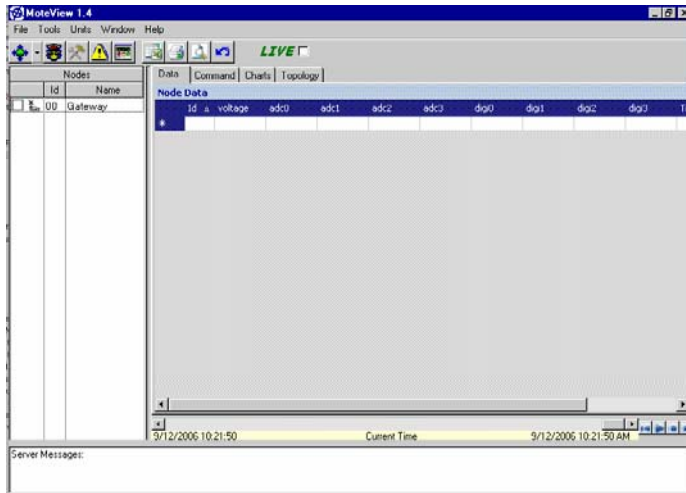 MoteView 1.4
File Tools Units Window Help
LIVE
Nodes
Id Name
00 Gateway
Data Command Charts Topology
Node Data
Id voltage adc0 adc1 adc2 adc3 digi0 digi1 digi2 digi3
9/12/2006 10:21:50 Current Time 9/12/2006 10:21:50 AM
Server Messages: